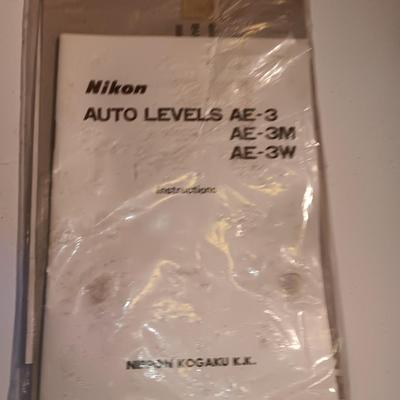 Nikon
AUTO LEVELS AE-3
AE-3M
AE-3W
Instructions
NIPPON KOGAKU K.K.